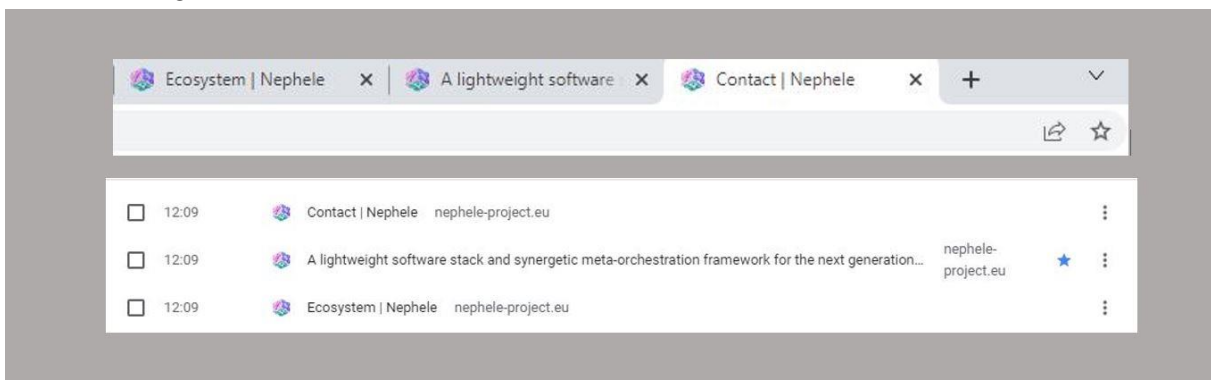 Ecosystem | Nephele A lightweight software Contact | Nephele
12:09 Contact | Nephele nephele-project.eu
12:09 A lightweight software stack and synergetic meta-orchestration framework for the next generation... nephele-
project.eu
12:09 Ecosystem | Nephele nephele-project.eu